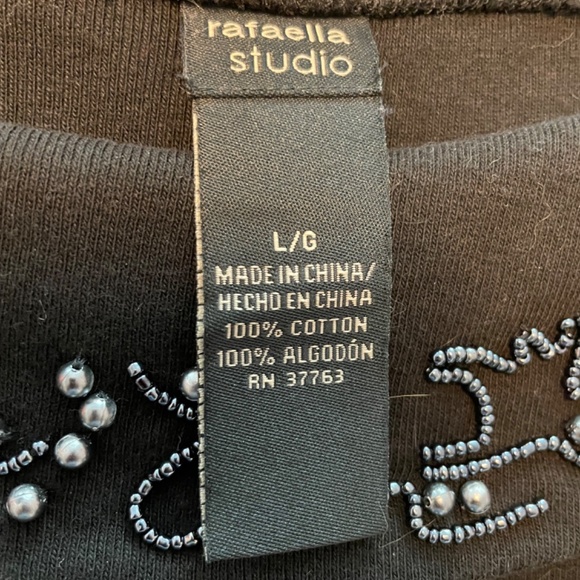 rafaella
studio
L/G
MADE IN CHINA/
HECHO EN CHINA
100% COTTON
100% ALGODÓN
RN 37763